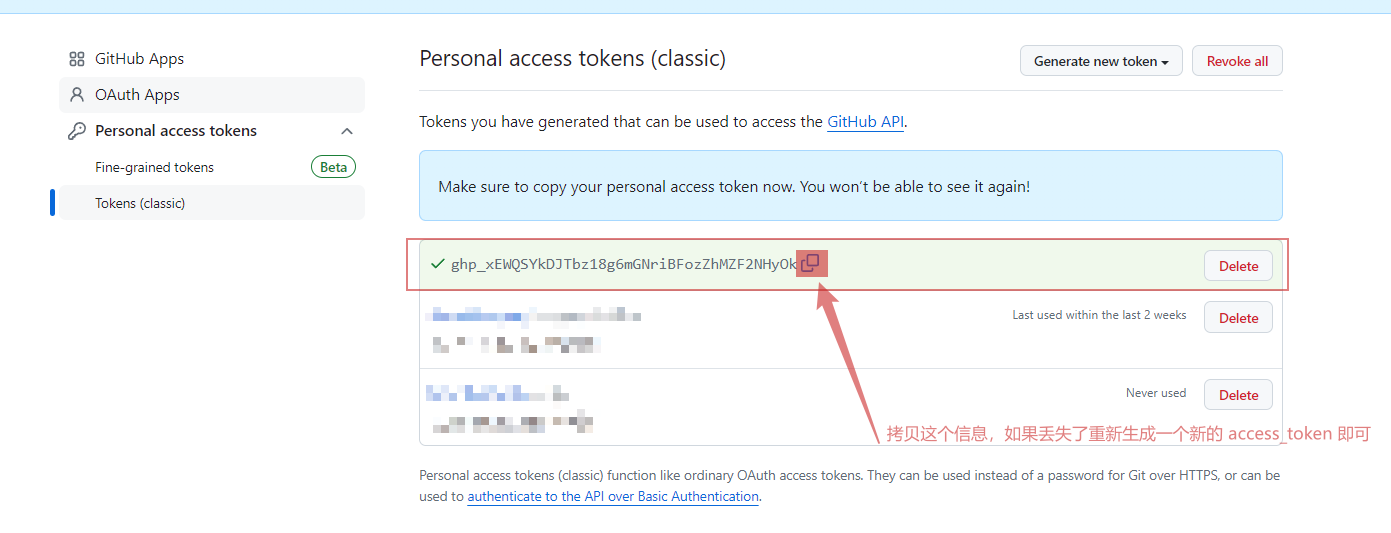 GitHub Apps
OAuth Apps
Personal access tokens
Fine-grained tokens
Beta
Tokens (classic)
Personal access tokens (classic)
Generate new token
Revoke all
Tokens you have generated that can be used to access the GitHub API.
Make sure to copy your personal access token now. You won't be able to see it again!
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
Delete
Last used within the last 2 weeks
Delete
Never used
Delete
拷贝这个信息，如果丢失了重新生成一个新的 access_token 即可
Personal access tokens (classic) function like ordinary OAuth access tokens. They can be used instead of a password for Git over HTTPS, or can be
used to authenticate to the API over Basic Authentication.